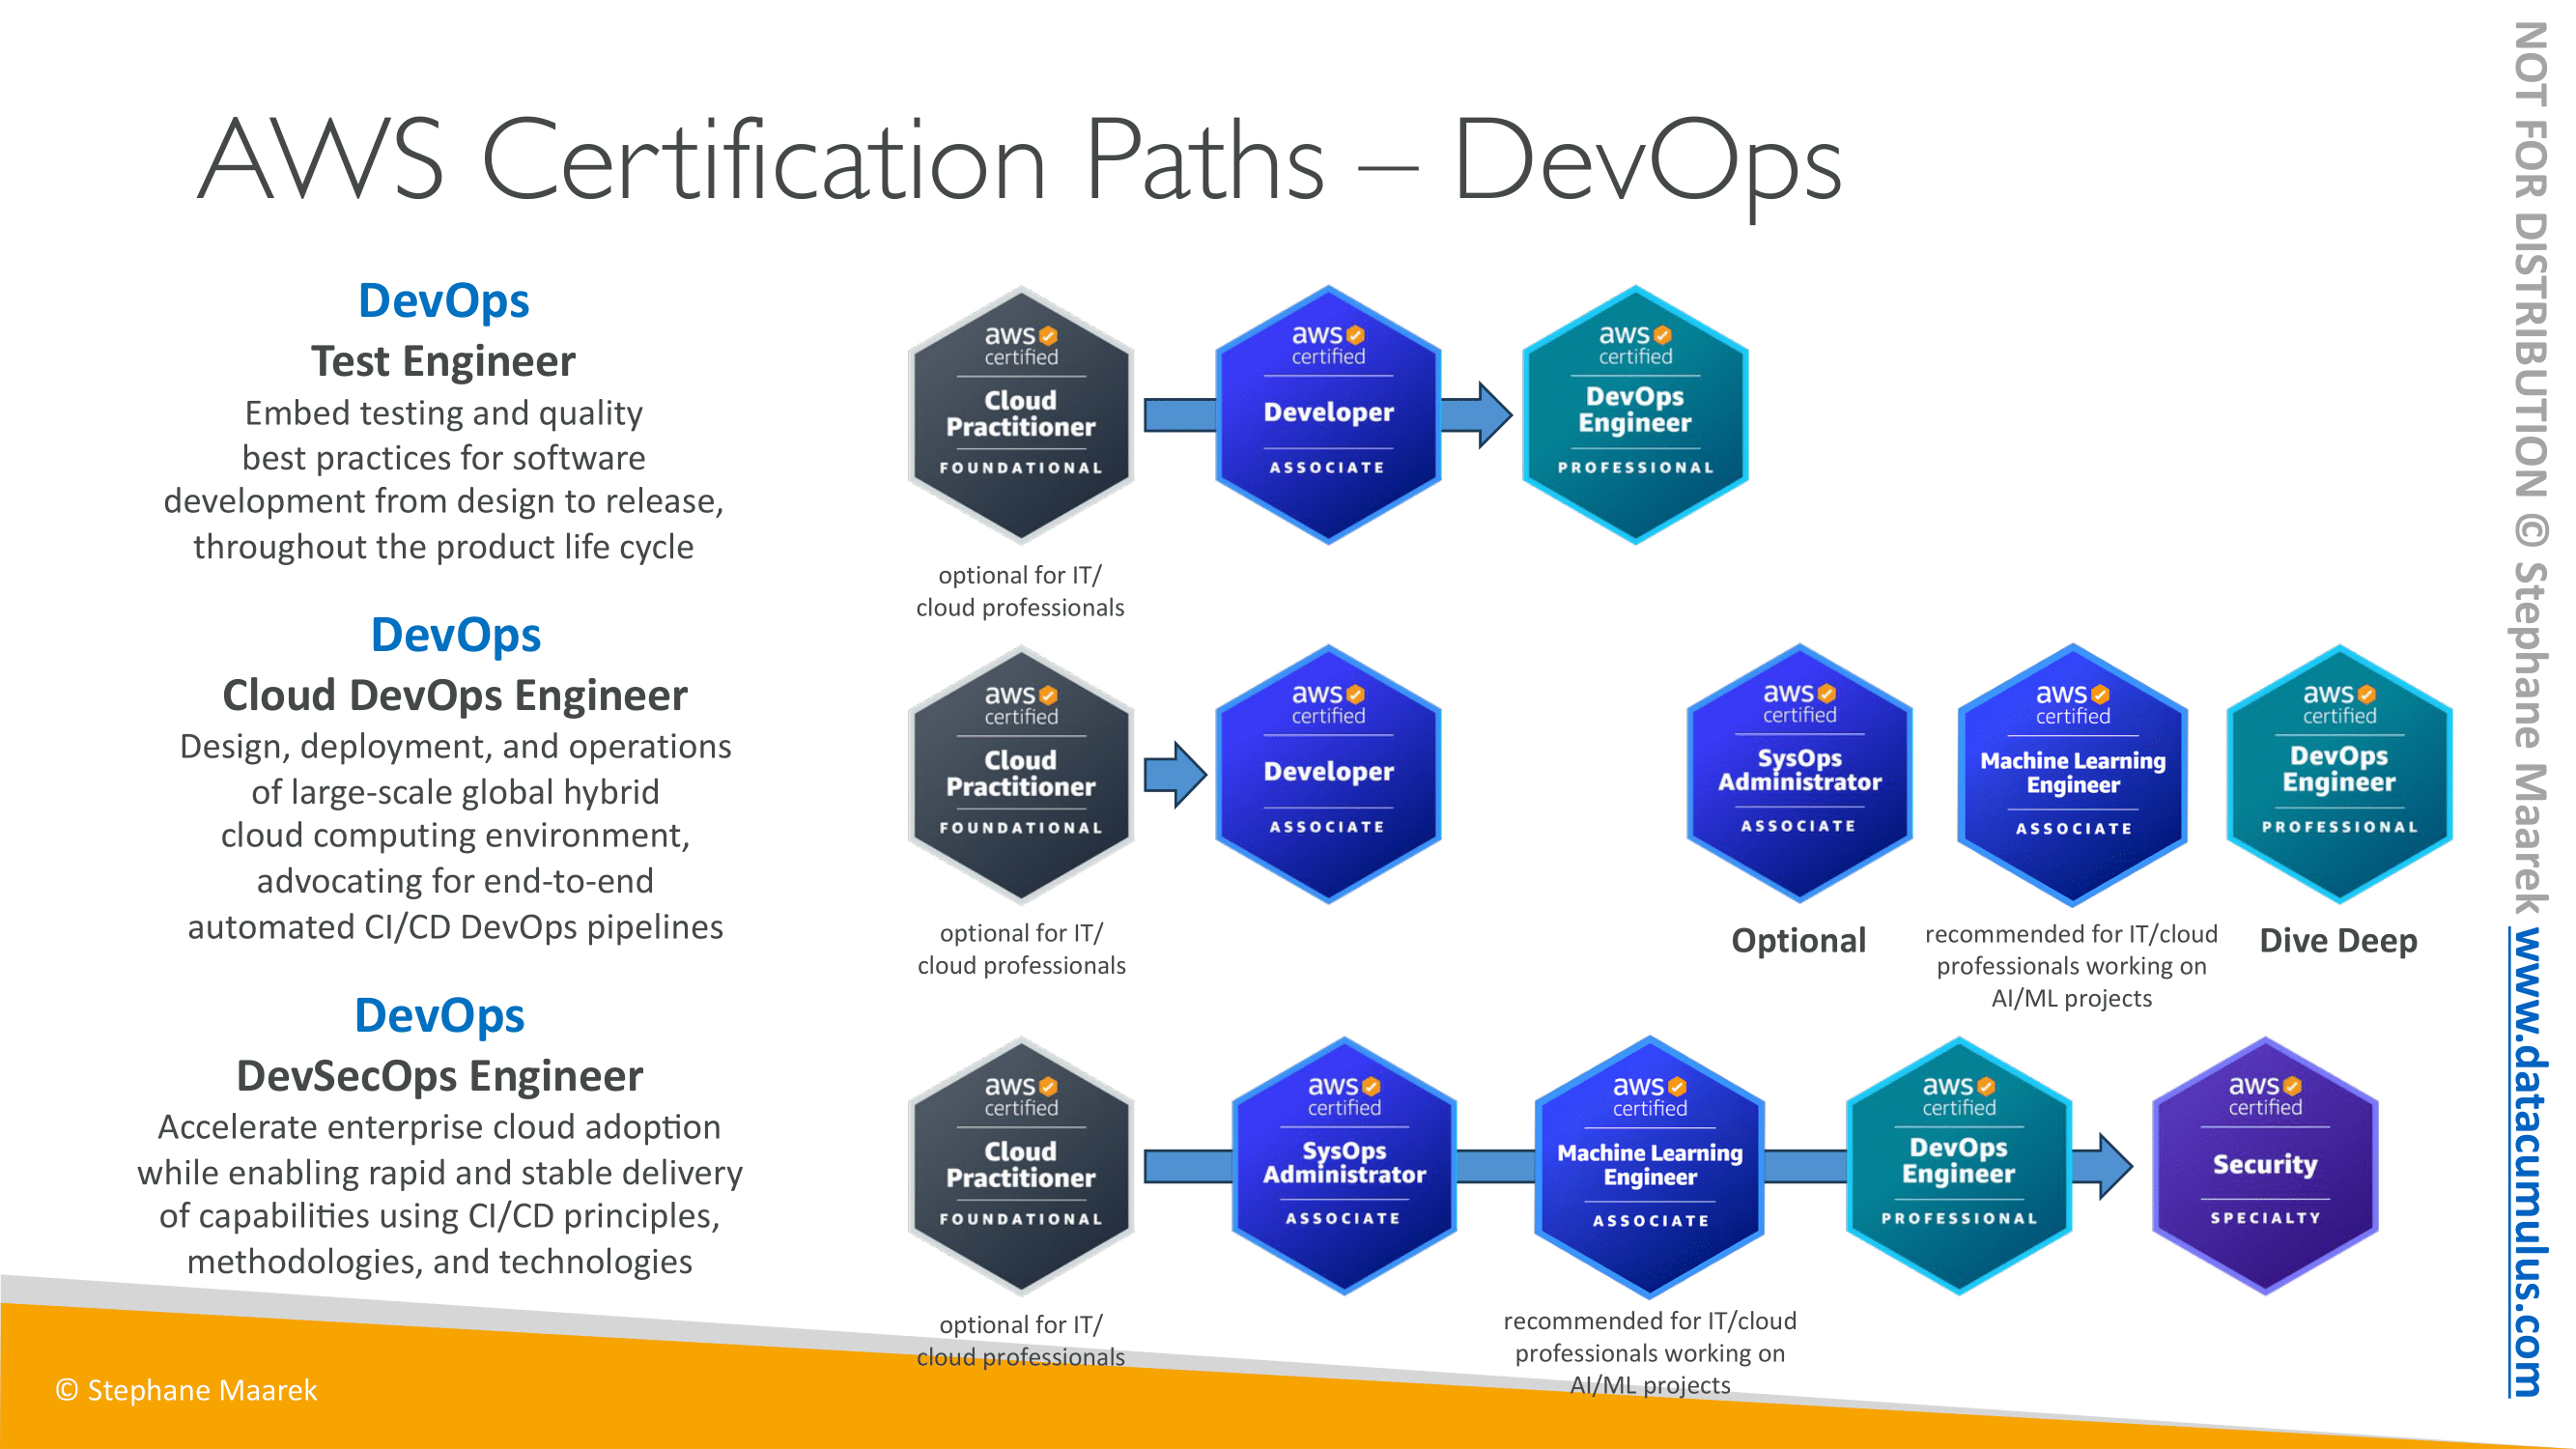 AWS Certification Paths – DevOps
DevOps
Test Engineer
Embed testing and quality
best practices for software
development from design to release,
throughout the product life cycle
aws
certified
Cloud
Practitioner
FOUNDATIONAL
optional for IT/
cloud professionals
aws
certified
Developer
ASSOCIATE
aws
certified
DevOps
Engineer
PROFESSIONAL
DevOps
Cloud DevOps Engineer
Design, deployment, and operations
of large-scale global hybrid
cloud computing environment,
advocating for end-to-end
automated CI/CD DevOps pipelines
aws
certified
Cloud
Practitioner
FOUNDATIONAL
optional for IT/
cloud professionals
aws
certified
Developer
ASSOCIATE
aws
certified
SysOps
Administrator
ASSOCIATE
Optional
aws
certified
Machine Learning
Engineer
ASSOCIATE
recommended for IT/cloud
professionals working on
AI/ML projects
aws
certified
DevOps
Engineer
PROFESSIONAL
Dive Deep
DevOps
DevSecOps Engineer
Accelerate enterprise cloud adoption
while enabling rapid and stable delivery
of capabilities using CI/CD principles,
methodologies, and technologies
aws
certified
Cloud
Practitioner
FOUNDATIONAL
optional for IT/
cloud professionals
aws
certified
SysOps
Administrator
ASSOCIATE
aws
certified
Machine Learning
Engineer
ASSOCIATE
recommended for IT/cloud
professionals working on
AI/ML projects
aws
certified
DevOps
Engineer
PROFESSIONAL
aws
certified
Security
SPECIALTY
© Stephane Maarek
NOT FOR DISTRIBUTION © Stephane Maarek www.datacumulus.com